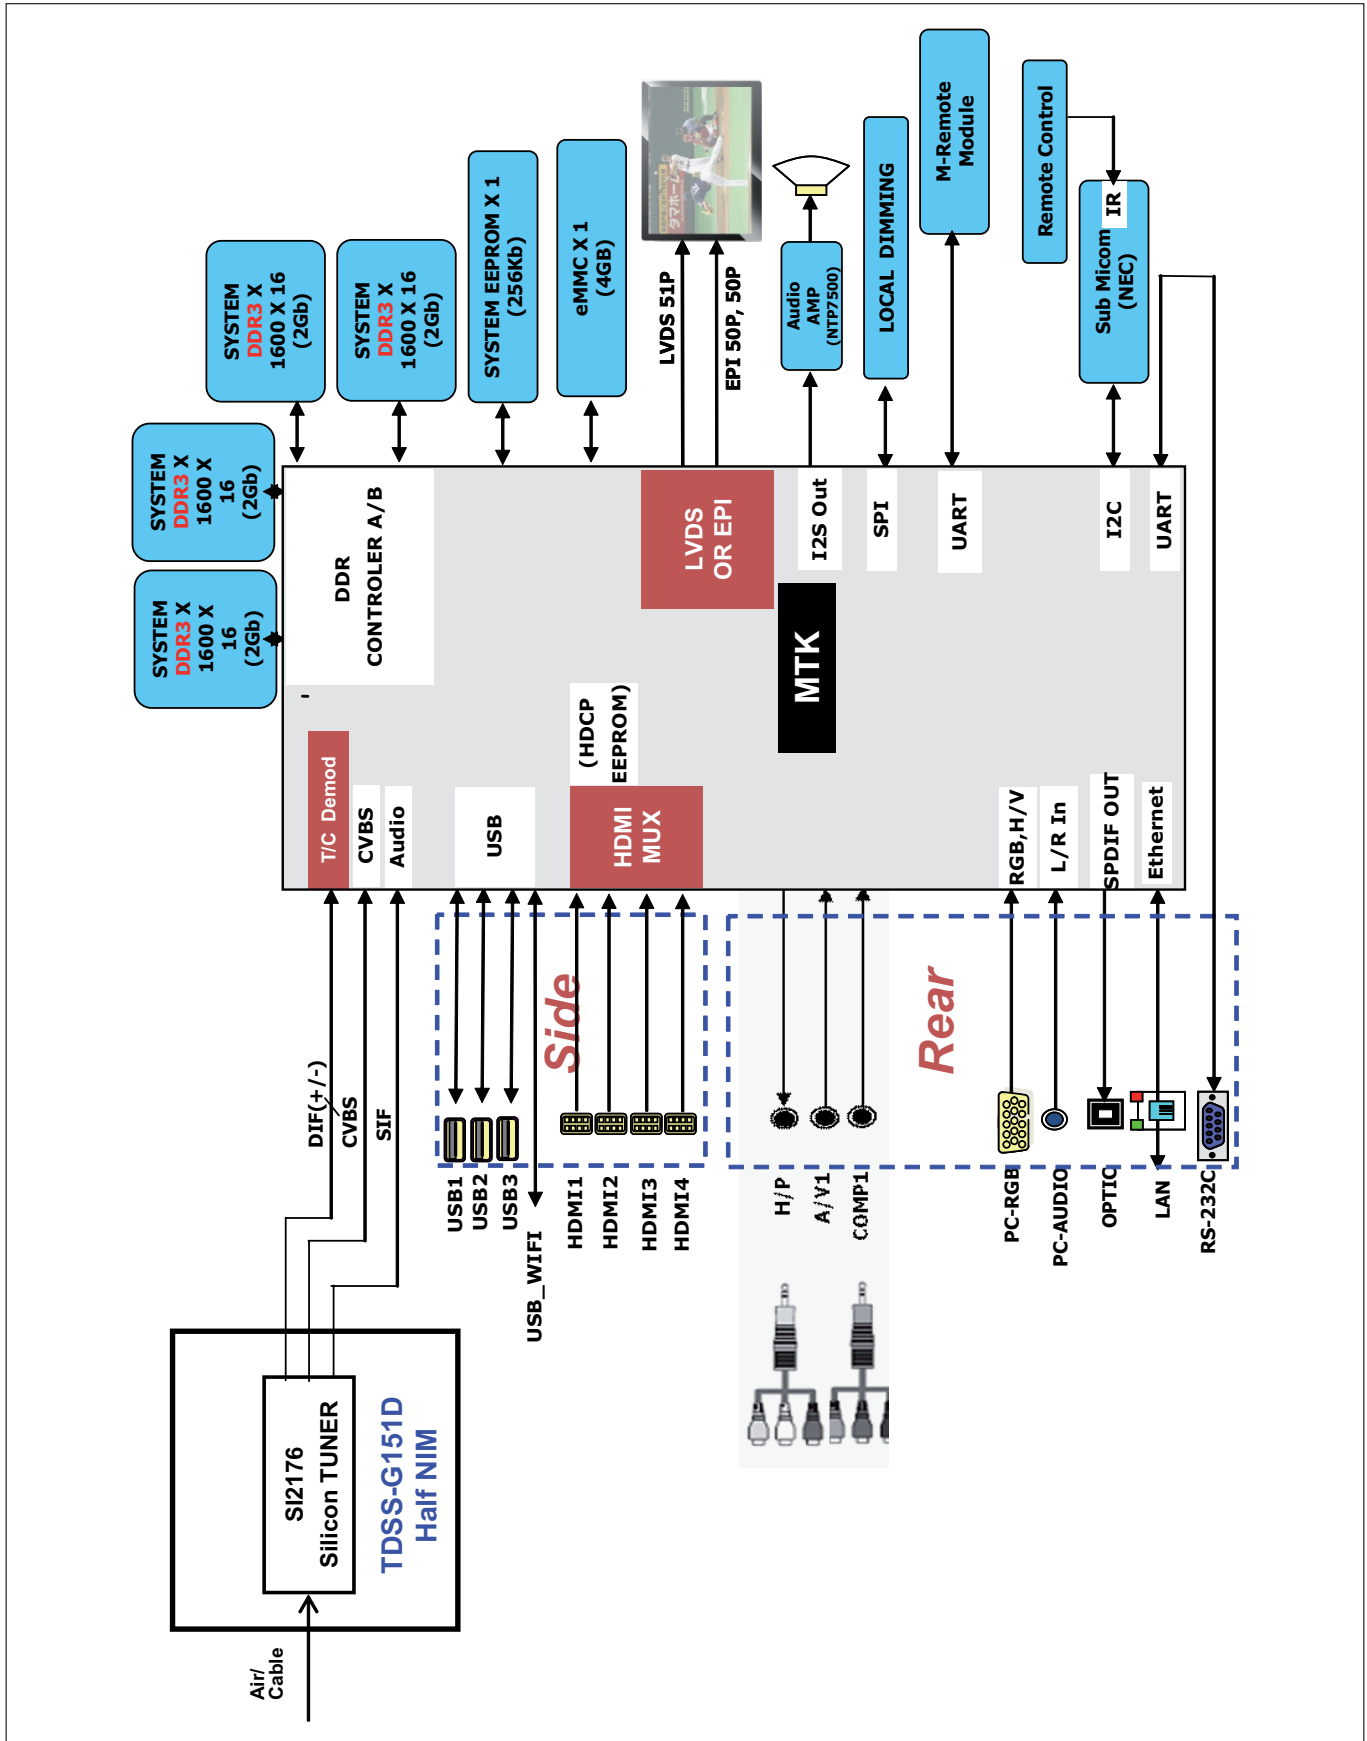 Air/
Cable
SI2176
Silicon TUNER
TDSS-G151D
Half NIM
DIF(+/-)
CVBS
SIF
USB1
USB2
USB3
USB_WIFI
HDMI1
HDMI2
HDMI3
HDMI4
Side
H/P
A/V1
COMP1
PC-RGB
PC-AUDIO
OPTIC
LAN
RS-232C
Rear
T/C Demod
CVBS
Audio
USB
HDMI
MUX
(HDCP
EEPROM)
RGB,H/V
L/R In
SPDIF OUT
Ethernet
MTK
DDR
CONTROLER A/B
LVDS
OR EPI
I2S Out
SPI
UART
I2C
UART
SYSTEM
DDR3 X
1600 X
16
(2Gb)
SYSTEM
DDR3 X
1600 X
16
(2Gb)
SYSTEM
DDR3 X
1600 X 16
(2Gb)
SYSTEM
DDR3 X
1600 X 16
(2Gb)
SYSTEM EEPROM X 1
(256Kb)
eMMC X 1
(4GB)
LVDS 51P
EPI 50P, 50P
タマホーム
Audio
AMP
(NTP7500)
LOCAL DIMMING
M-Remote
Module
Remote Control
IR
Sub Micom
(NEC)